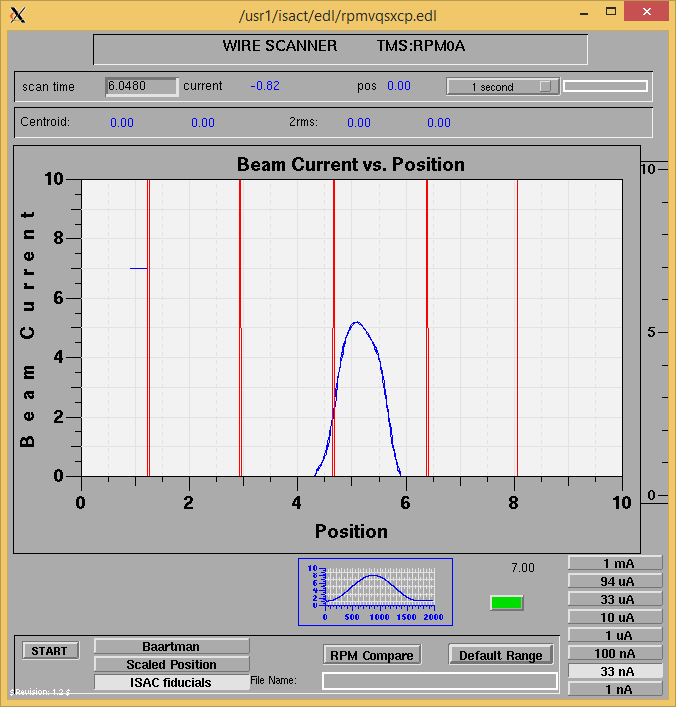 /usr1/isact/edl/rpmvqsxcp.edl
WIRE SCANNER TMS:RPM0A
scan time 6.0480 current -0.82 pos 0.00 1 second
Centroid: 0.00 0.00 2rms: 0.00 0.00
Beam Current vs. Position
10
8
6
4
2
0
Beam Current
0 2 4 6 8 10
Position
10
5
0
10
8
6
4
2
0
0 500 1000 1500 2000
7.00
1 mA
94 uA
33 uA
10 uA
1 uA
100 nA
33 nA
1 nA
START
Baartman
Scaled Position
ISAC fiducials
RPM Compare
Default Range
File Name:
$Revision: 1.2 $